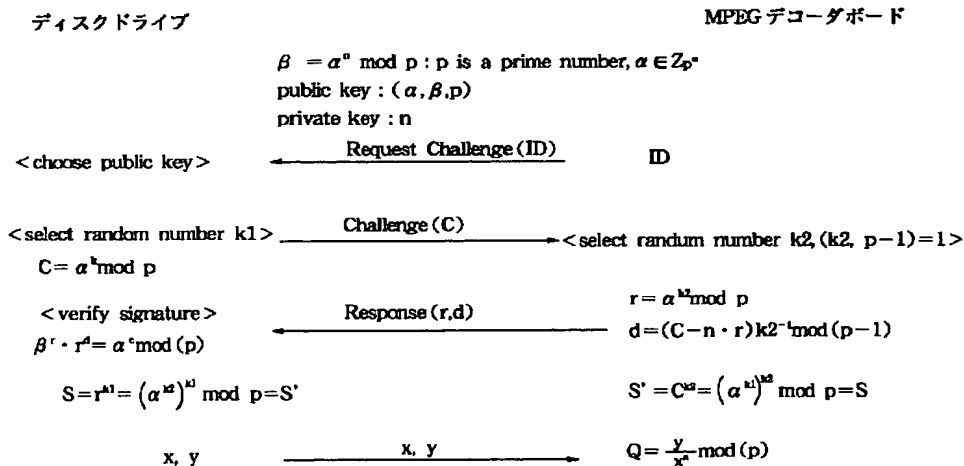 ディスクドライブ
MPEGデコーダボード
β = αⁿ mod p : p is a prime number, α ∈ Zp*
public key : (α, β, p)
private key : n
<choose public key>
Request Challenge (ID)
ID
<select random number k1>
Challenge (C)
<select randum number k2, (k2, p−1)=1>
C= αᵏ mod p
<verify signature>
Response (r,d)
r= α^k2 mod p
β^r · r^d= α^c mod (p)
d=(C−n · r)k2⁻¹ mod (p−1)
S=r^k1= (α^k2)^k1 mod p=S'
S' =C^k2= (α^k1)^k2 mod p=S
x, y
x, y
Q= y/xⁿ mod (p)